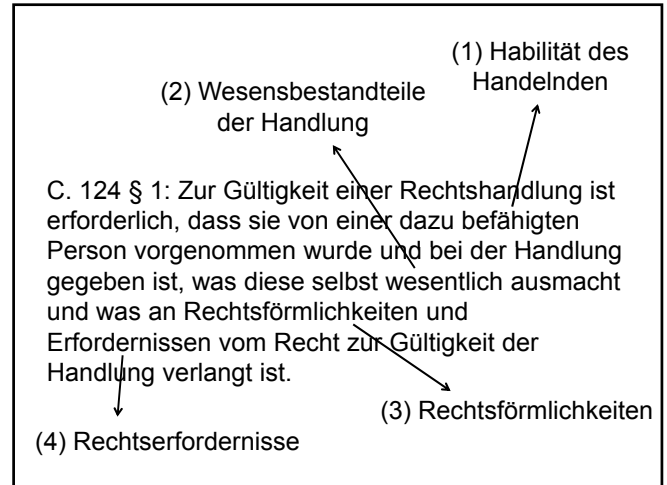 (1) Habilität des
Handelnden
(2) Wesensbestandteile
der Handlung
C. 124 § 1: Zur Gültigkeit einer Rechtshandlung ist
erforderlich, dass sie von einer dazu befähigten
Person vorgenommen wurde und bei der Handlung
gegeben ist, was diese selbst wesentlich ausmacht
und was an Rechtsförmlichkeiten und
Erfordernissen vom Recht zur Gültigkeit der
Handlung verlangt ist.
(3) Rechtsförmlichkeiten
(4) Rechtserfordernisse